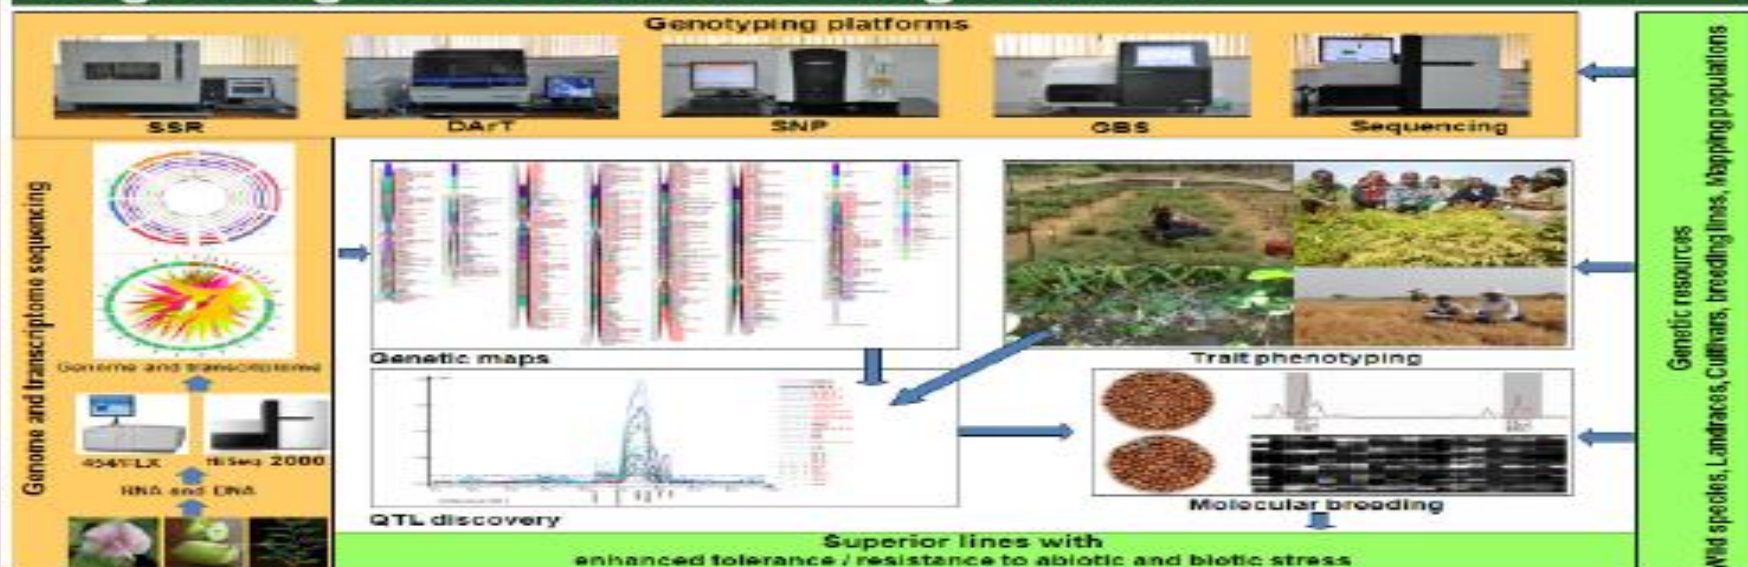 Genotyping platforms
SSR
DArT
SNP
GBS
Sequencing
Genome and transcriptome sequencing
Genome and transcriptome
454/FLX
HiSeq 2000
RNA and DNA
Genetic maps
Trait phenotyping
QTL discovery
Molecular breeding
Superior lines with
enhanced tolerance / resistance to abiotic and biotic stress
Genetic resources
Wild species, Landraces, Cultivars, breeding lines, Mapping populations